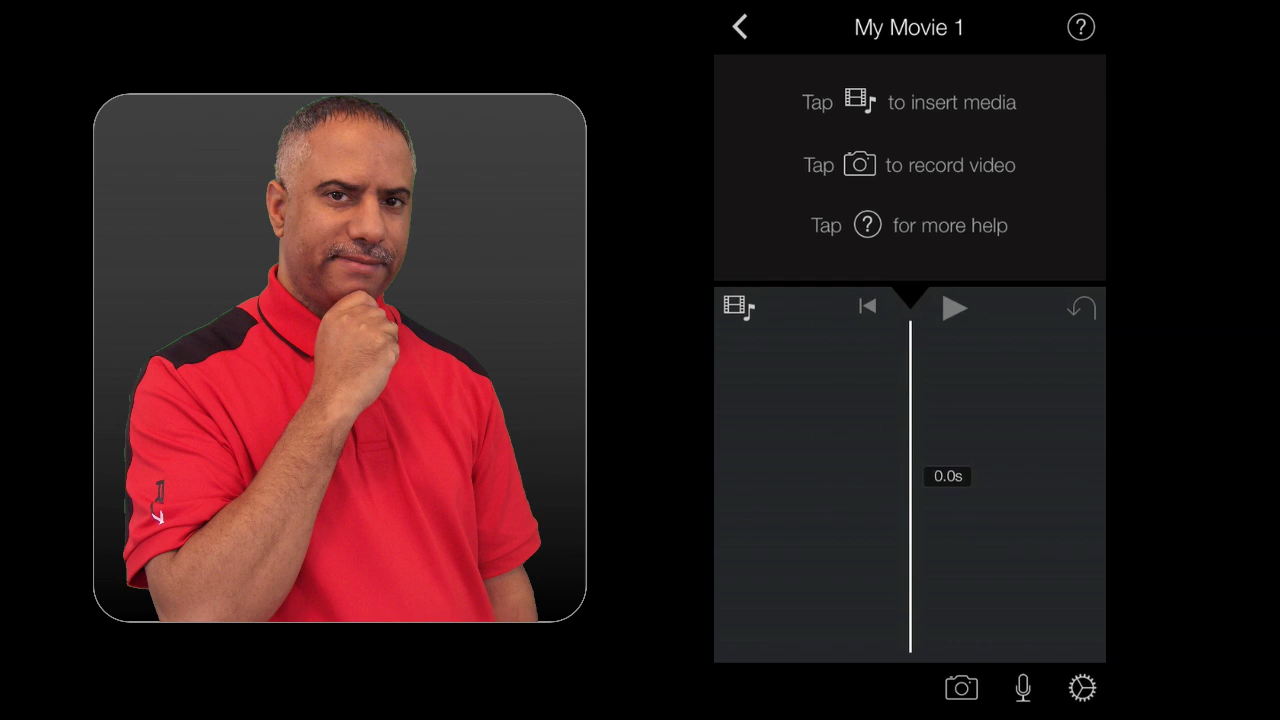 My Movie 1
?
Tap to insert media
Tap to record video
Tap ? for more help
0.0s